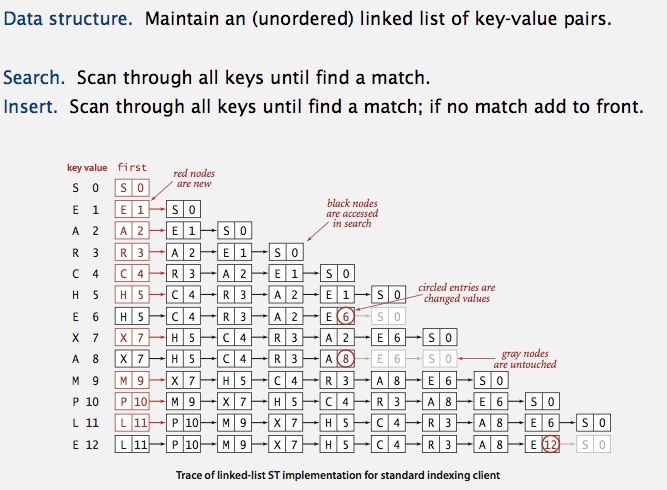 Data structure. Maintain an (unordered) linked list of key-value pairs.
Search. Scan through all keys until find a match.
Insert. Scan through all keys until find a match; if no match add to front.
key value first
red nodes
are new
S 0 S 0
E 1 E 1 S 0
black nodes
are accessed
in search
A 2 A 2 E 1 S 0
R 3 R 3 A 2 E 1 S 0
C 4 C 4 R 3 A 2 E 1 S 0
circled entries are
changed values
H 5 H 5 C 4 R 3 A 2 E 1 S 0
E 6 H 5 C 4 R 3 A 2 E 6 S 0
X 7 X 7 H 5 C 4 R 3 A 2 E 6 S 0
A 8 X 7 H 5 C 4 R 3 A 8 E 6 S 0
gray nodes
are untouched
M 9 M 9 X 7 H 5 C 4 R 3 A 8 E 6 S 0
P 10 P 10 M 9 X 7 H 5 C 4 R 3 A 8 E 6 S 0
L 11 L 11 P 10 M 9 X 7 H 5 C 4 R 3 A 8 E 6 S 0
E 12 L 11 P 10 M 9 X 7 H 5 C 4 R 3 A 8 E 12 S 0
Trace of linked-list ST implementation for standard indexing client